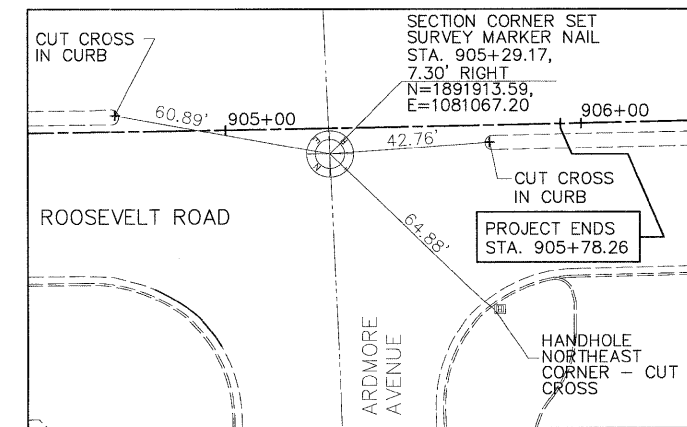 SECTION CORNER SET
SURVEY MARKER NAIL
STA. 905+29.17,
7.30' RIGHT
N=1891913.59,
E=1081067.20
CUT CROSS
IN CURB
60.89'
905+00
906+00
42.76'
CUT CROSS
IN CURB
ROOSEVELT ROAD
64.88'
PROJECT ENDS
STA. 905+78.26
ARDMORE
AVENUE
HANDHOLE
NORTHEAST
CORNER – CUT
CROSS